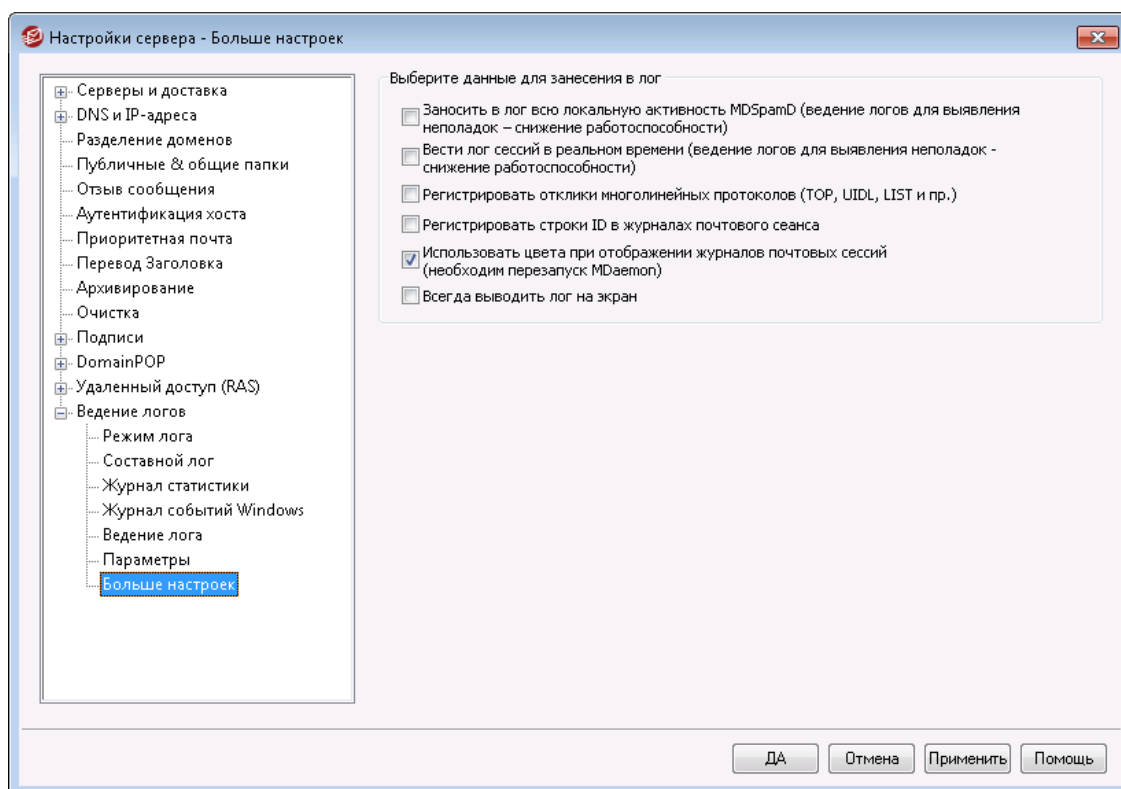 Настройки сервера - Больше настроек
Серверы и доставка
DNS и IP-адреса
Разделение доменов
Публичные & общие папки
Отзыв сообщения
Аутентификация хоста
Приоритетная почта
Перевод Заголовка
Архивирование
Очистка
Подписи
DomainPOP
Удаленный доступ (RAS)
Ведение логов
Режим лога
Составной лог
Журнал статистики
Журнал событий Windows
Ведение лога
Параметры
Больше настроек
Выберите данные для занесения в лог
Заносить в лог всю локальную активность MDSpamD (ведение логов для выявления
неполадок – снижение работоспособности)
Вести лог сессий в реальном времени (ведение логов для выявления неполадок -
снижение работоспособности)
Регистрировать отклики многолинейных протоколов (TOP, UIDL, LIST и пр.)
Регистрировать строки ID в журналах почтового сеанса
Использовать цвета при отображении журналов почтовых сессий
(необходим перезапуск MDaemon)
Всегда выводить лог на экран
ДА
Отмена
Применить
Помощь